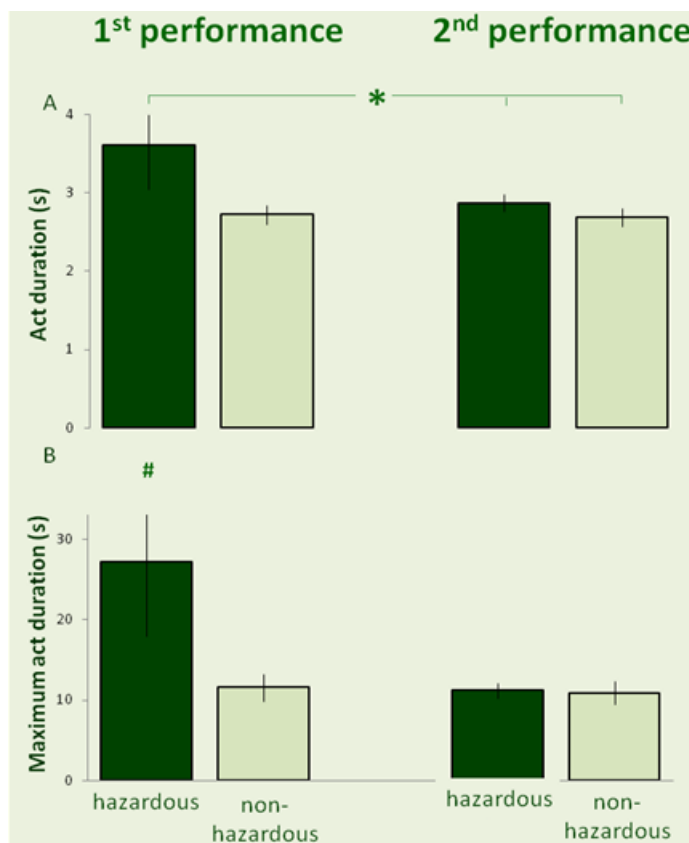 1st performance
2nd performance
A
*
Act duration (s)
4
3
2
1
0
B
#
Maximum act duration (s)
30
20
10
0
hazardous
non-
hazardous
hazardous
non-
hazardous